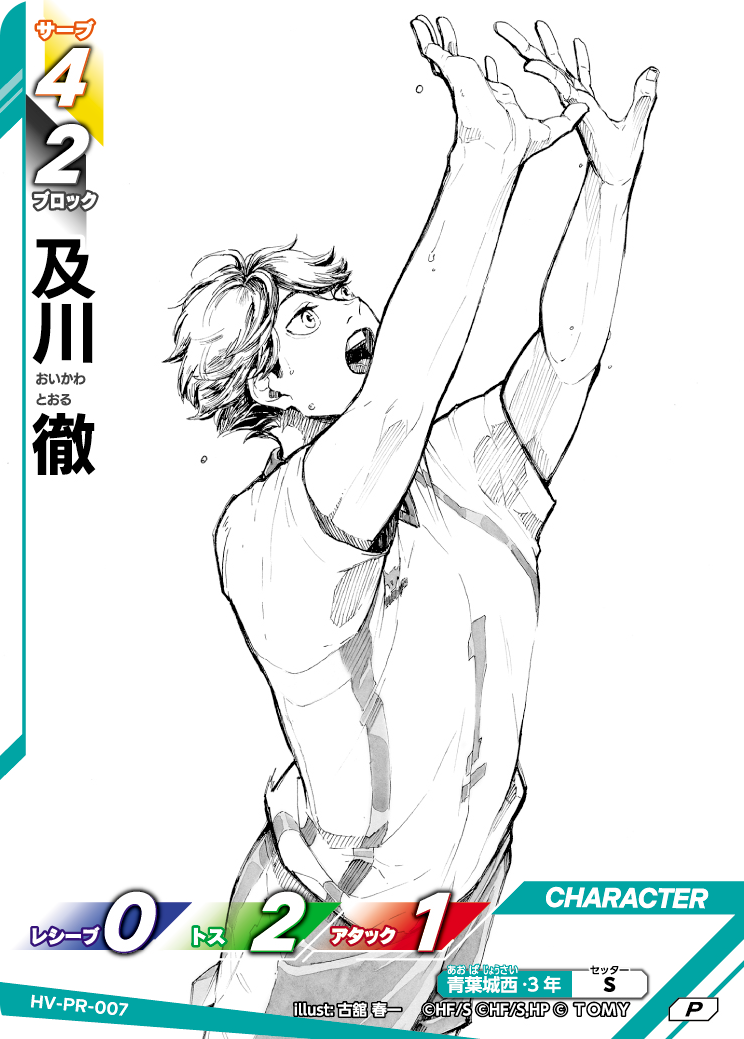 サーブ
4
2
ブロック
及川
おいかわ
とおる
徹
レシーブ 0 トス 2 アタック 1
CHARACTER
あおばじょうさい
青葉城西・3年
セッター
S
HV-PR-007
illust: 古舘 春一 ©HF/S ©HF/S,HP © TOMY
P